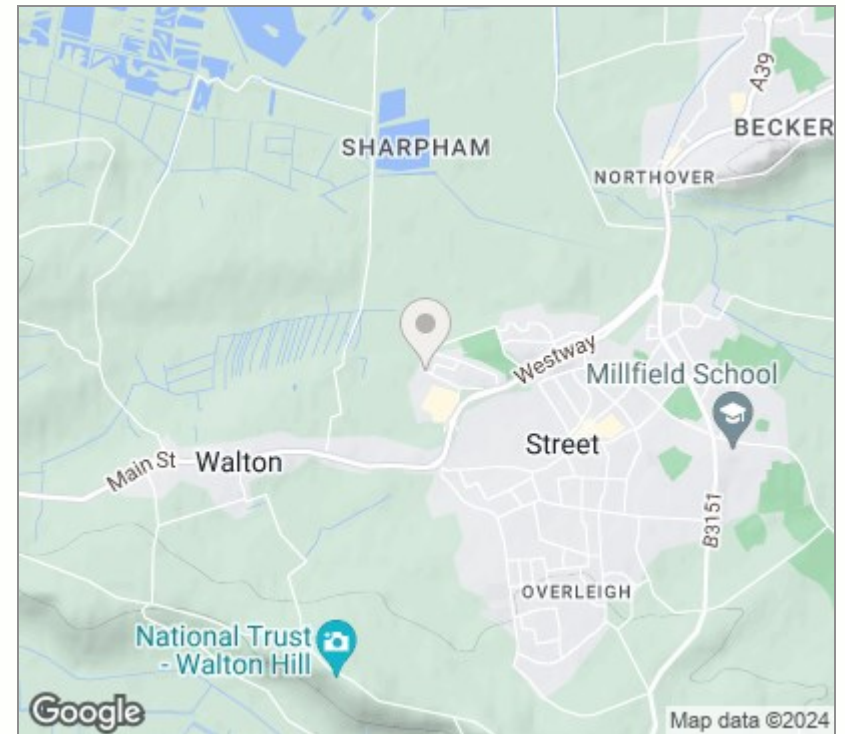 A39
BECKER
SHARPHAM
NORTHOVER
Westway
Millfield School
Street
Main St
Walton
B3151
OVERLEIGH
National Trust
- Walton Hill
Google
Map data ©2024